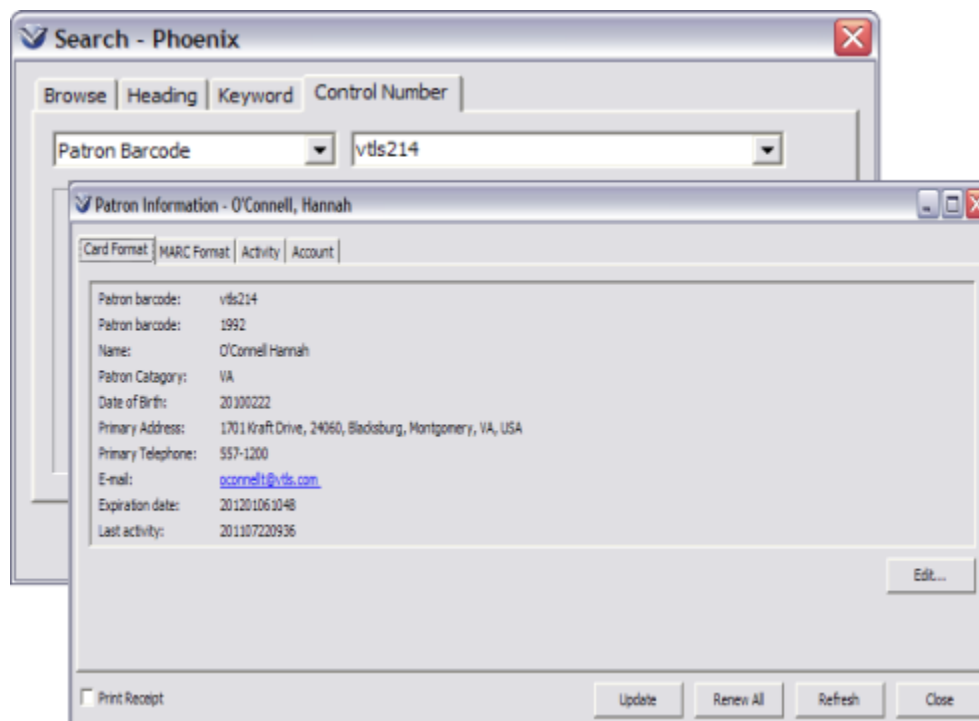 Search - Phoenix
Browse Heading Keyword Control Number
Patron Barcode vtls214
Patron Information - O'Connell, Hannah
Card Format MARC Format Activity Account
Patron barcode: vtls214
Patron barcode: 1992
Name: O'Connell Hannah
Patron Catagory: VA
Date of Birth: 20100222
Primary Address: 1701 Kraft Drive, 24060, Blacksburg, Montgomery, VA, USA
Primary Telephone: 557-1200
E-mail: oconnellt@vtls.com
Expiration date: 201201061048
Last activity: 201107220936
Edit...
Print Receipt Update Renew All Refresh Close